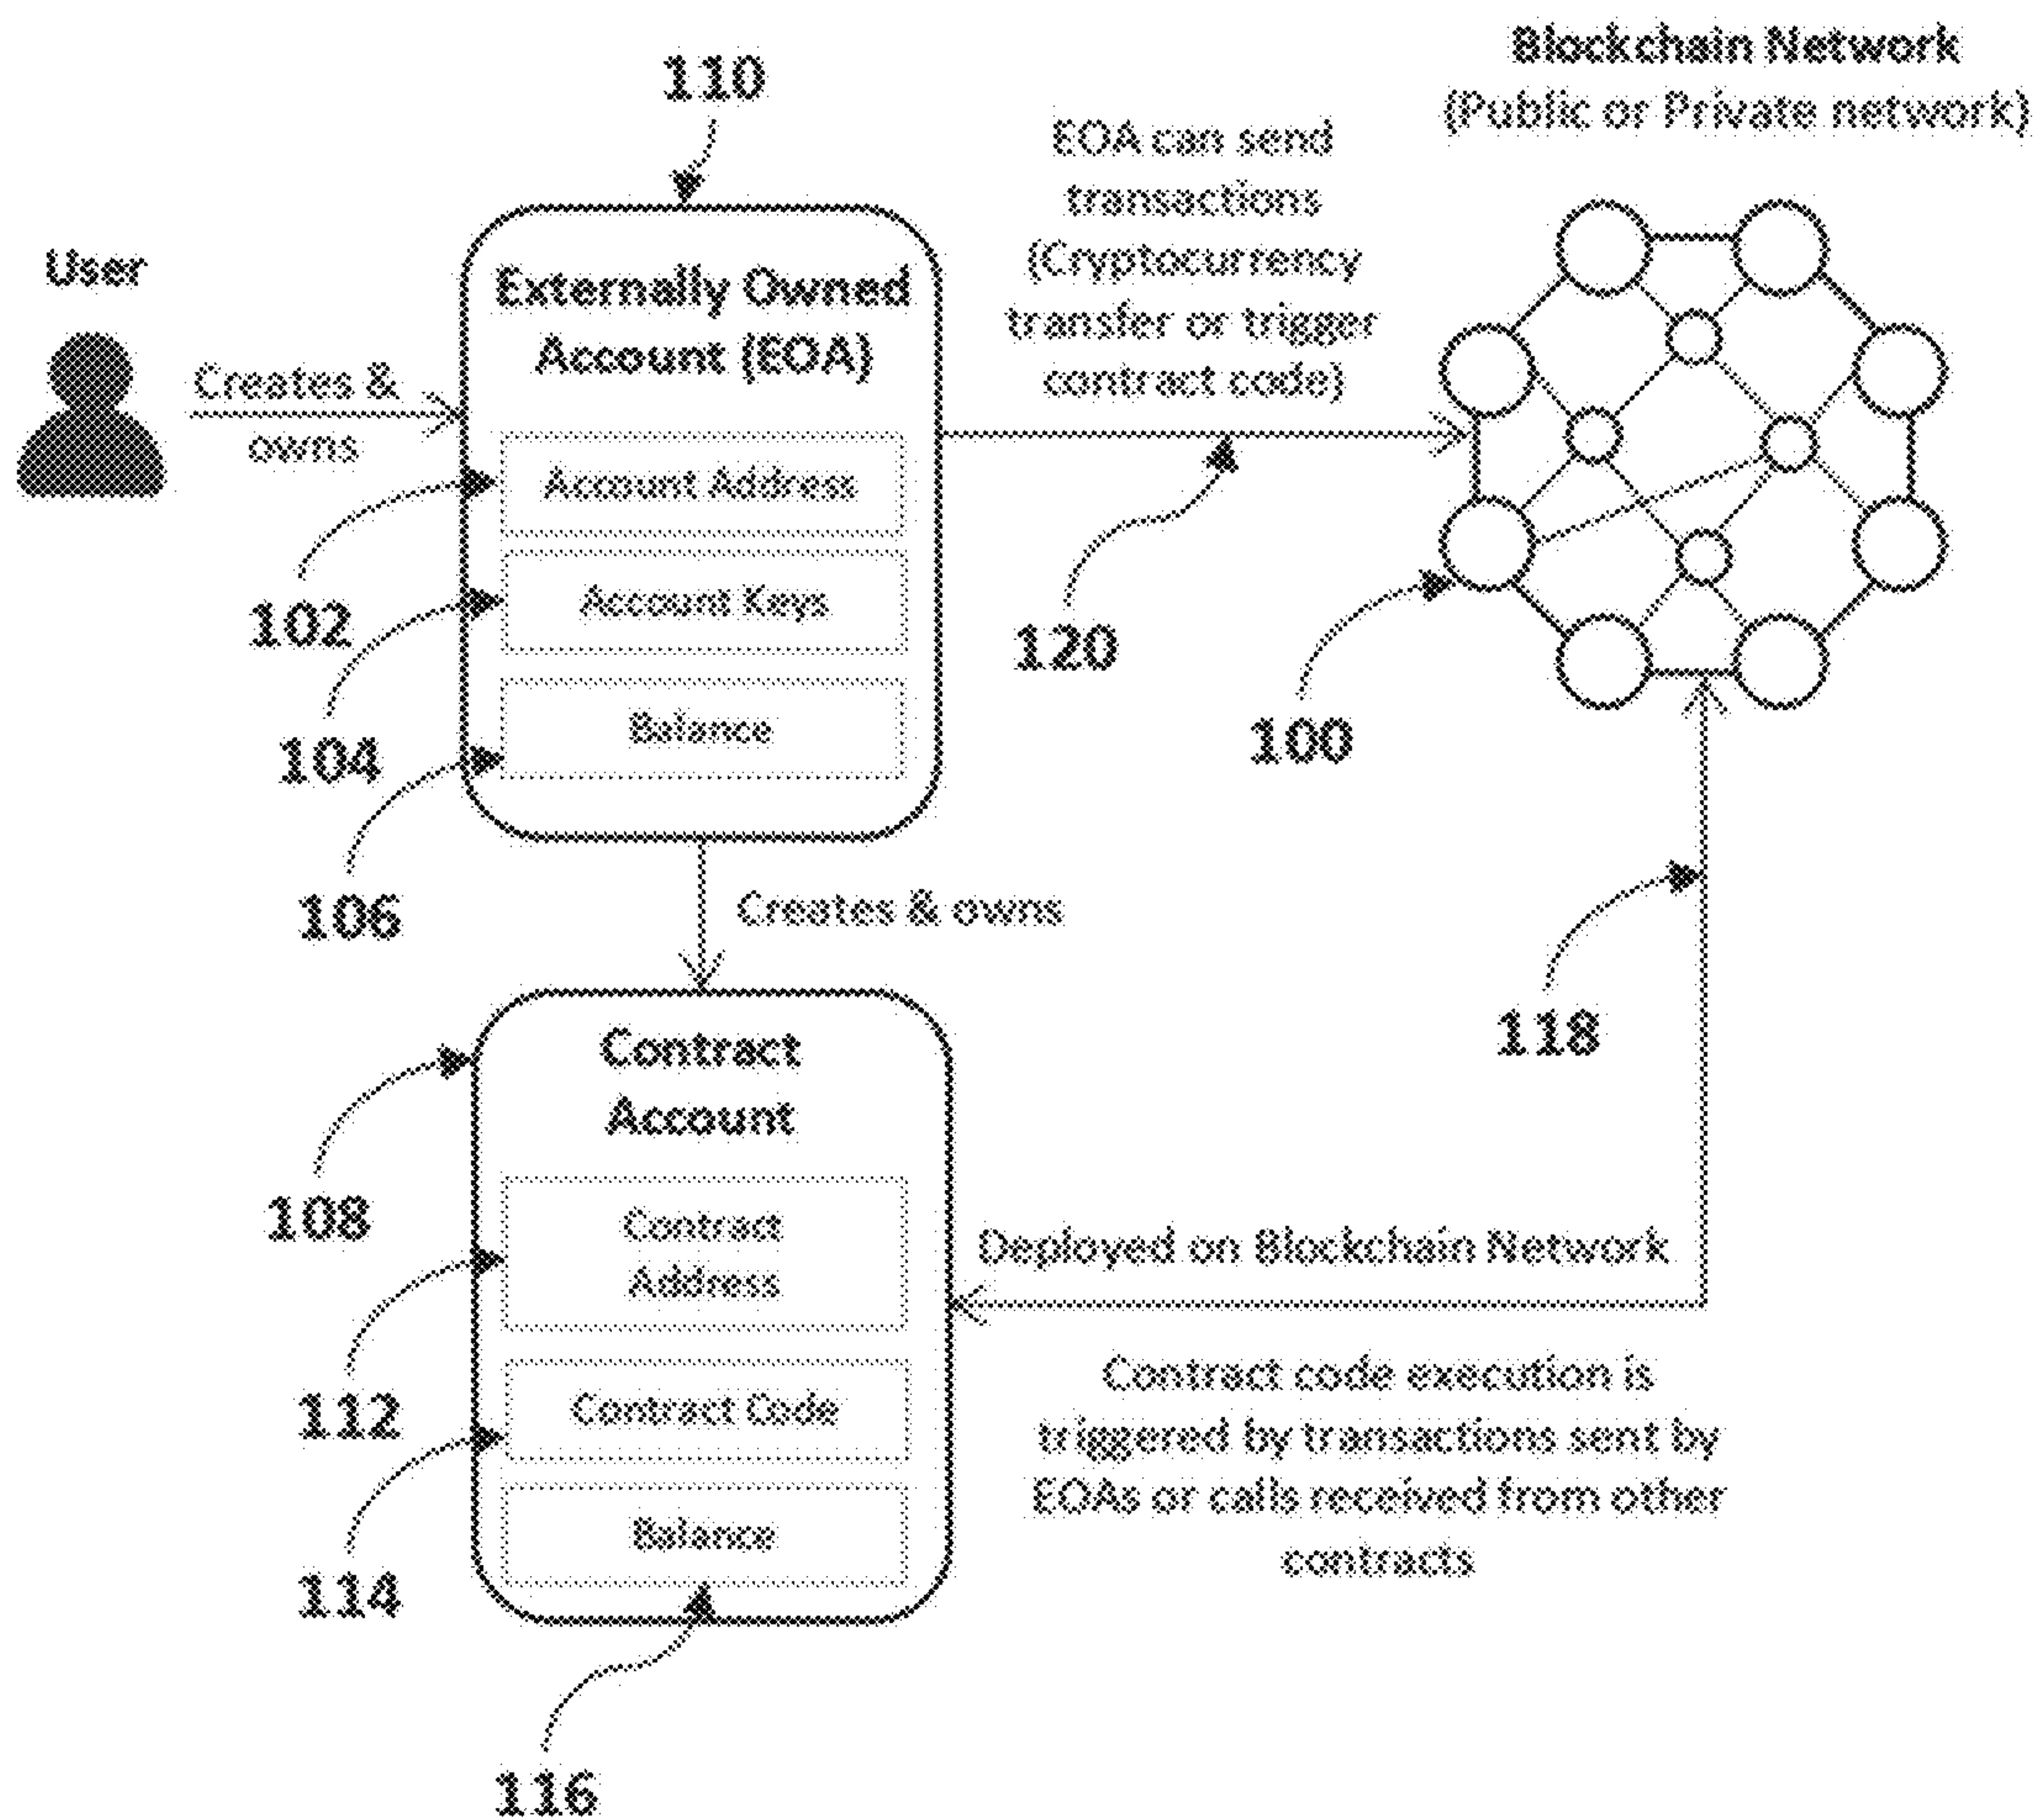 110
Blockchain Network
(Public or Private network)
EOA can send
transactions
(Cryptocurrency
transfer or trigger
contract code)
User
Externally Owned
Account (EOA)
Creates &
owns
Account Address
102
Account Keys
104
Balance
106
120
100
Creates & owns
118
Contract
Account
108
Contract
Address
112
Deployed on Blockchain Network
Contract code execution is
triggered by transactions sent by
EOAs or calls received from other
contracts
Contract Code
114
Balance
116